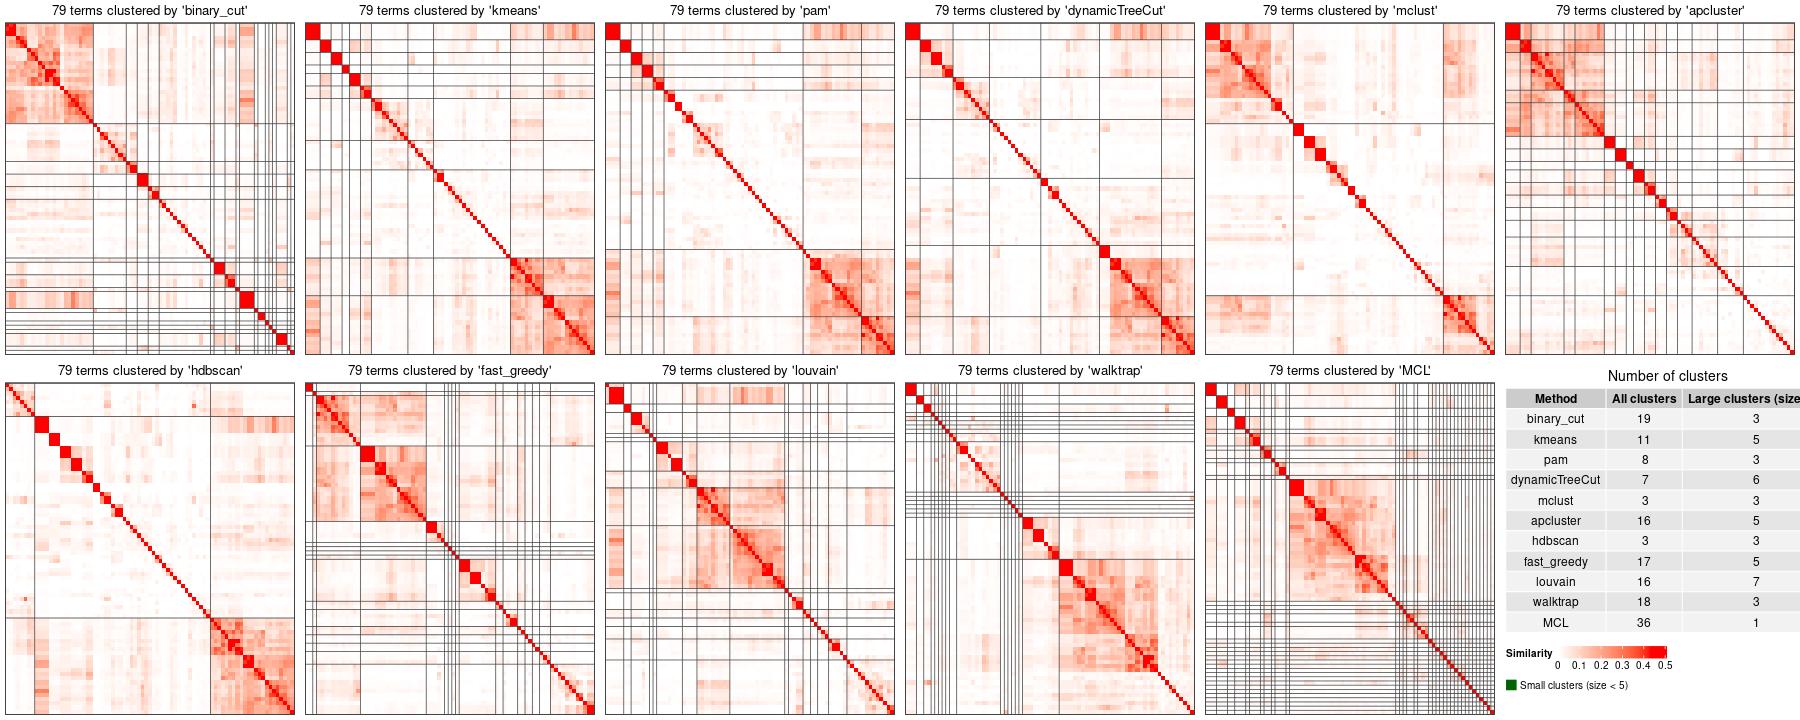 79 terms clustered by 'binary_cut'
79 terms clustered by 'kmeans'
79 terms clustered by 'pam'
79 terms clustered by 'dynamicTreeCut'
79 terms clustered by 'mclust'
79 terms clustered by 'apcluster'
79 terms clustered by 'hdbscan'
79 terms clustered by 'fast_greedy'
79 terms clustered by 'louvain'
79 terms clustered by 'walktrap'
79 terms clustered by 'MCL'
Number of clusters
Method All clusters Large clusters (size
binary_cut 19 3
kmeans 11 5
pam 8 3
dynamicTreeCut 7 6
mclust 3 3
apcluster 16 5
hdbscan 3 3
fast_greedy 17 5
louvain 16 7
walktrap 18 3
MCL 36 1
Similarity
0 0.1 0.2 0.3 0.4 0.5
Small clusters (size < 5)